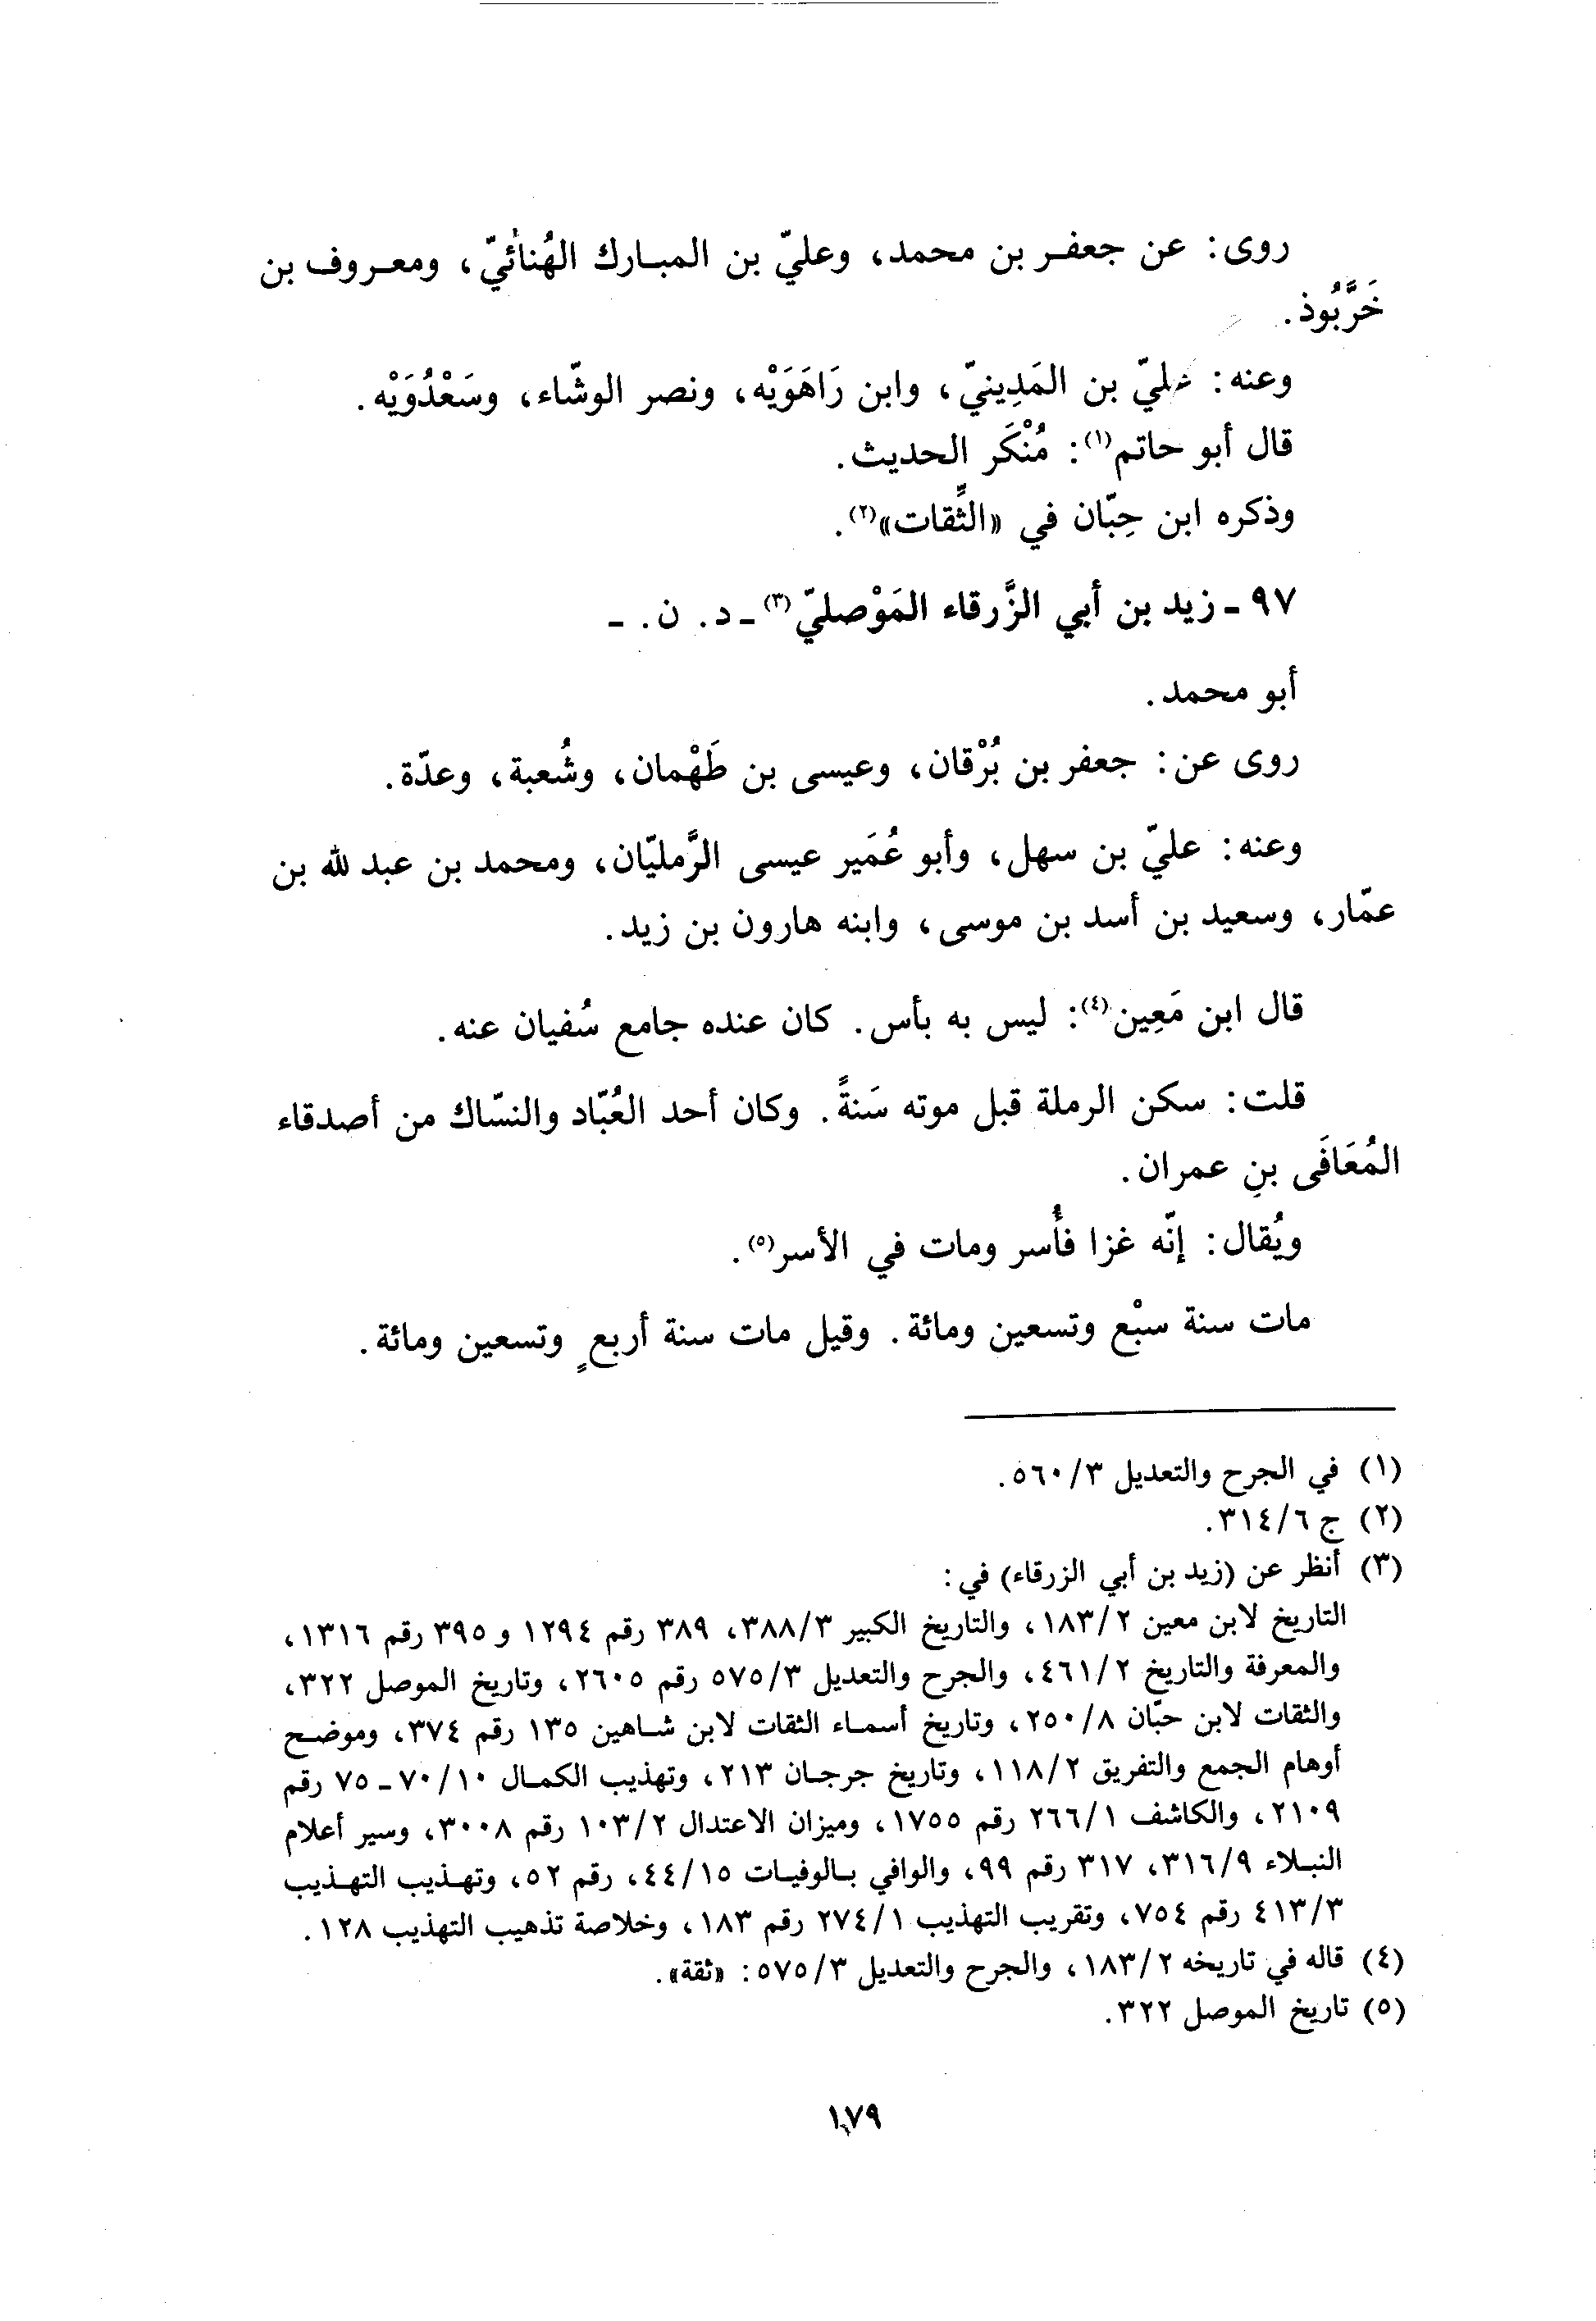 روى: عن جعفر بن محمد، وعليّ بن المبارك الهُنائيّ، ومعروف بن
خَرَّبُوذ.
وعنه: عليّ بن المَدِينيّ، وابن رَاهَوَيْه، ونصر الوشّاء، وسَعْدُوَيْه.
قال أبو حاتم(١): مُنْكَر الحديث.
وذكره ابن حِبّان في «الثِّقات»(٢).
٩٧ - زيد بن أبي الزَّرقاء المَوْصليّ(٣) - د. ن. -
أبو محمد.
روى عن: جعفر بن بُرْقان، وعيسى بن طَهْمان، وشُعبة، وعدّة.
وعنه: عليّ بن سهل، وأبو عُمَير عيسى الرَّمليّان، ومحمد بن عبد لله بن
عمّار، وسعيد بن أسد بن موسى، وابنه هارون بن زيد.
قال ابن مَعِين(٤): ليس به بأس. كان عنده جامع سُفيان عنه.
قلت: سكن الرملة قبل موته سَنةً. وكان أحد العُبّاد والنسّاك من أصدقاء
المُعَافَى بنِ عمران.
ويُقال: إنّه غزا فأُسر ومات في الأسر(٥).
مات سنة سبْع وتسعين ومائة. وقيل مات سنة أربعٍ وتسعين ومائة.
(١) في الجرح والتعديل ٥٦٠/٣.
(٢) ج ٣١٤/٦.
(٣) أنظر عن (زيد بن أبي الزرقاء) في:
التاريخ لابن معين ١٨٣/٢، والتاريخ الكبير ٣٨٨/٣، ٣٨٩ رقم ١٢٩٤ و ٣٩٥ رقم ١٣١٦،
والمعرفة والتاريخ ٤٦١/٢، والجرح والتعديل ٥٧٥/٣ رقم ٢٦٠٥، وتاريخ الموصل ٣٢٢،
والثقات لابن حبّان ٢٥٠/٨، وتاريخ أسماء الثقات لابن شاهين ١٣٥ رقم ٣٧٤، وموضح
أوهام الجمع والتفريق ١١٨/٢، وتاريخ جرجان ٢١٣، وتهذيب الكمال ٧٠/١٠ - ٧٥ رقم
٢١٠٩، والكاشف ٢٦٦/١ رقم ١٧٥٥، وميزان الاعتدال ١٠٣/٢ رقم ٣٠٠٨، وسير أعلام
النبلاء ٣١٦/٩، ٣١٧ رقم ٩٩، والوافي بالوفيات ٤٤/١٥، رقم ٥٢، وتهذيب التهذيب
٤١٣/٣ رقم ٧٥٤، وتقريب التهذيب ٢٧٤/١ رقم ١٨٣، وخلاصة تذهيب التهذيب ١٢٨.
(٤) قاله في تاريخه ١٨٣/٢، والجرح والتعديل ٥٧٥/٣: «ثقة».
(٥) تاريخ الموصل ٣٢٢.
١٧٩